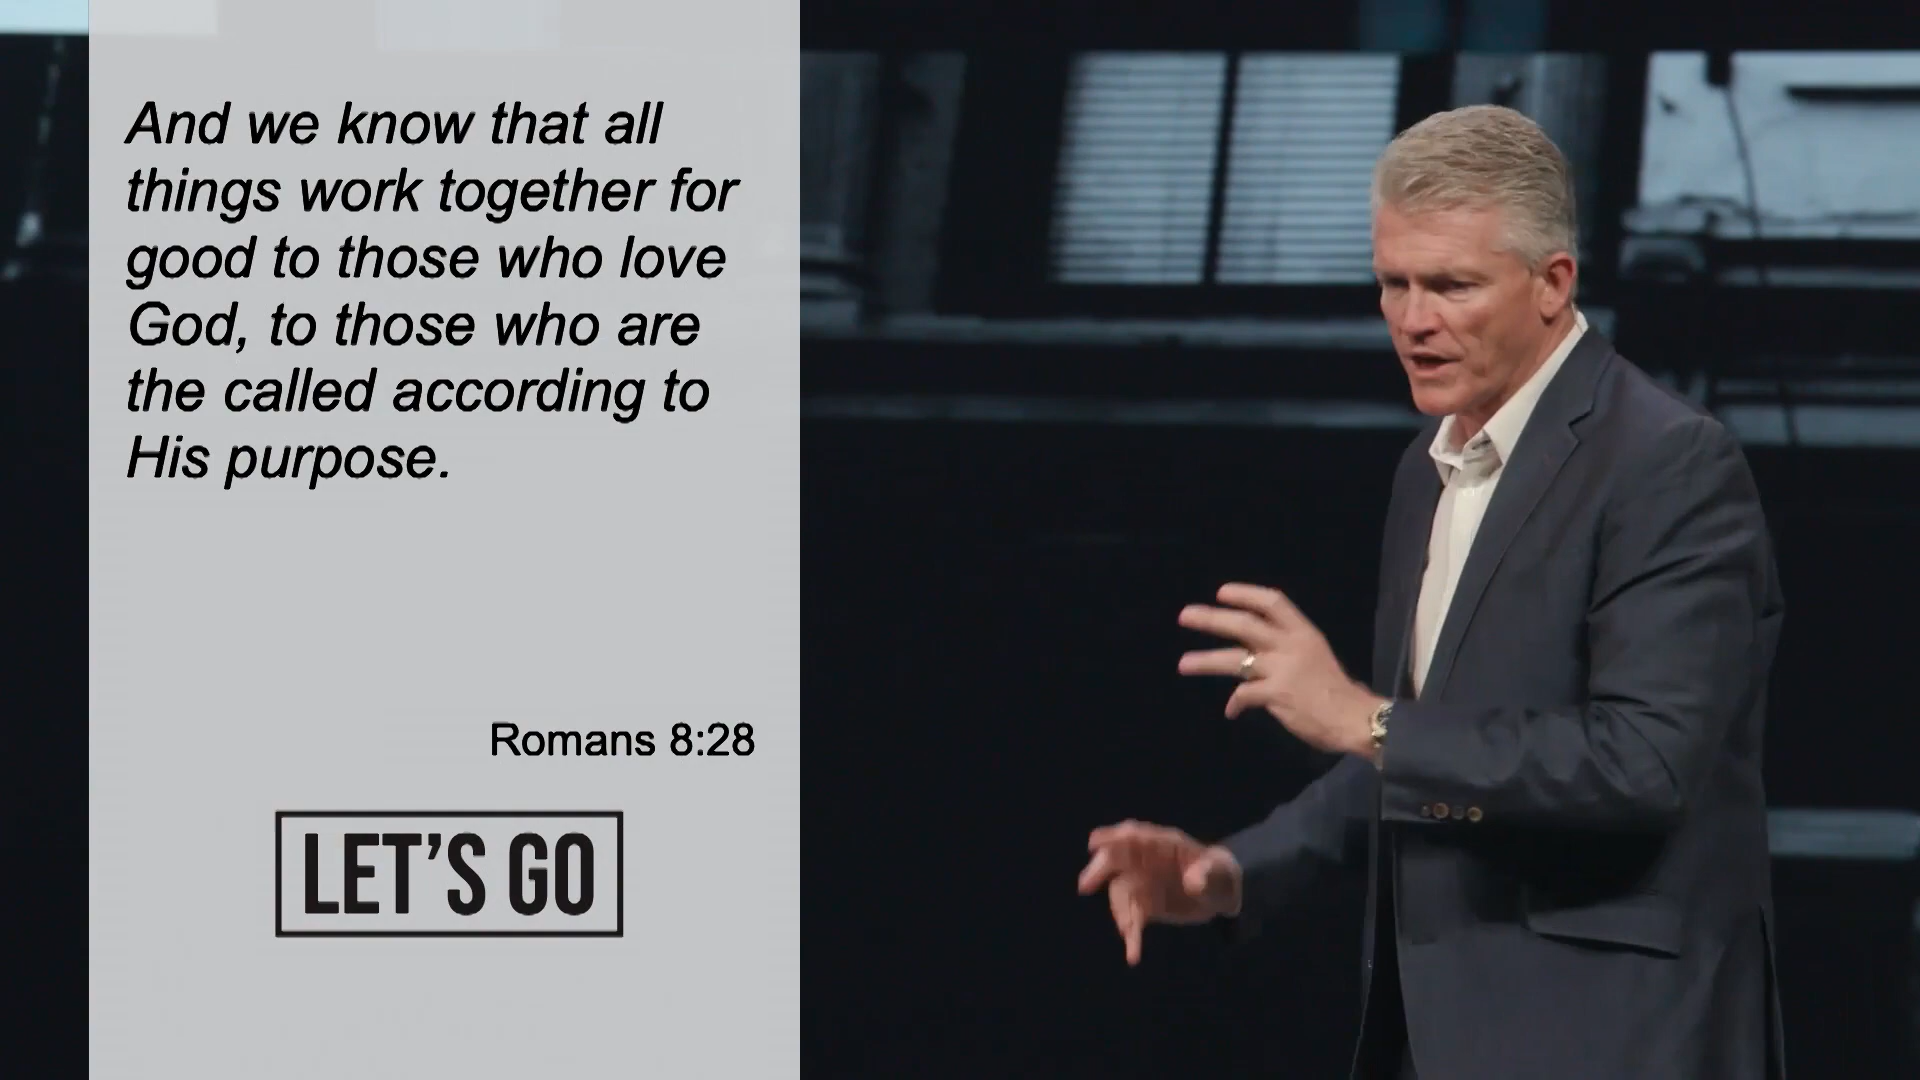 And we know that all
things work together for
good to those who love
God, to those who are
the called according to
His purpose.
Romans 8:28
LET'S GO